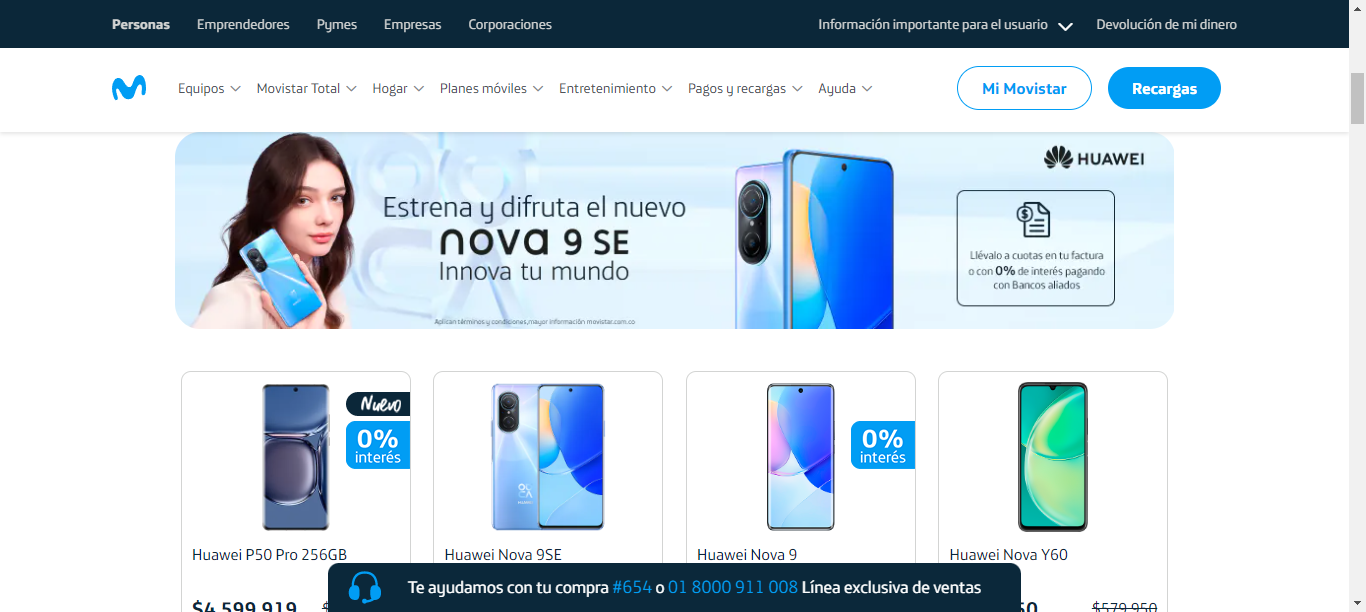 Personas Emprendedores Pymes Empresas Corporaciones Información importante para el usuario Devolución de mi dinero
Equipos Movistar Total Hogar Planes móviles Entretenimiento Pagos y recargas Ayuda Mi Movistar Recargas
HUAWEI
Estrena y difruta el nuevo
nova 9 SE
Innova tu mundo
Aplican términos y condiciones,mayor información movistar.com.co
Llévalo a cuotas en tu factura
o con 0% de interés pagando
con Bancos aliados
Nuevo
0%
interés
0%
interés
Huawei P50 Pro 256GB
Huawei Nova 9SE
Huawei Nova 9
Huawei Nova Y60
Te ayudamos con tu compra #654 o 01 8000 911 008 Línea exclusiva de ventas
$4.599.919
$579.950